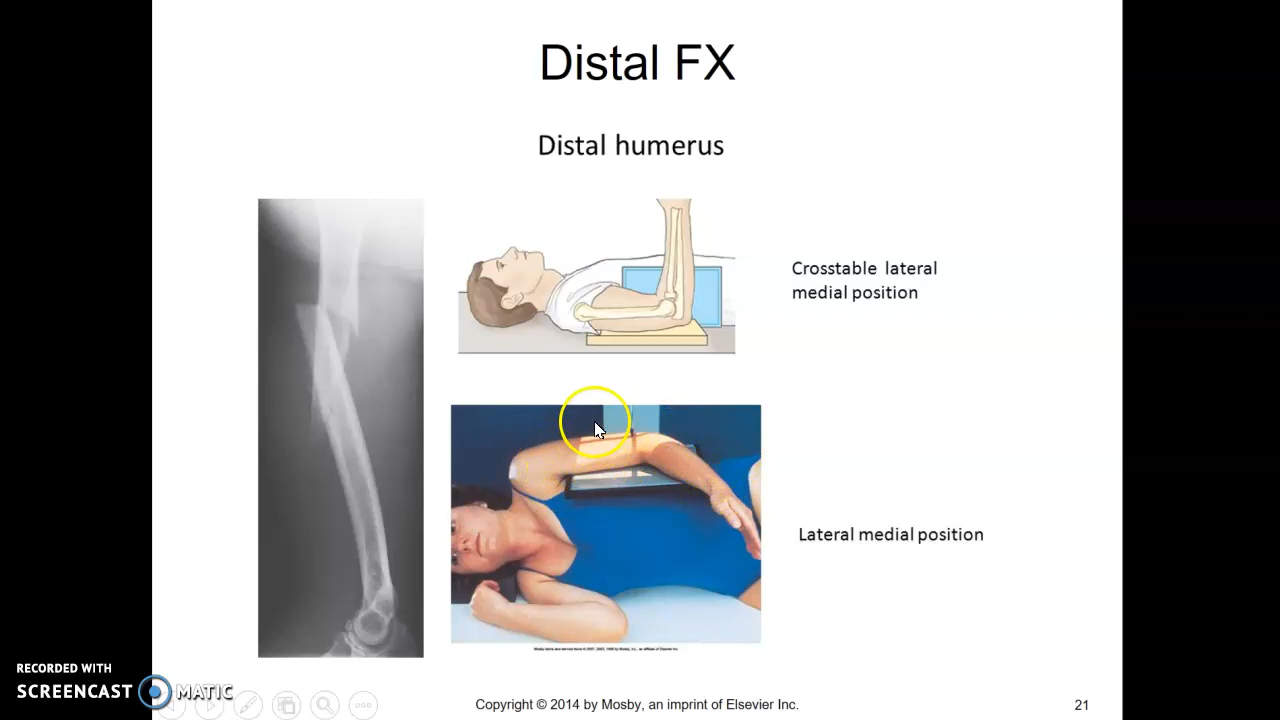 Distal FX
Distal humerus
Crosstable lateral
medial position
Lateral medial position
RECORDED WITH
SCREENCAST MATIC
Copyright © 2014 by Mosby, an imprint of Elsevier Inc.
21